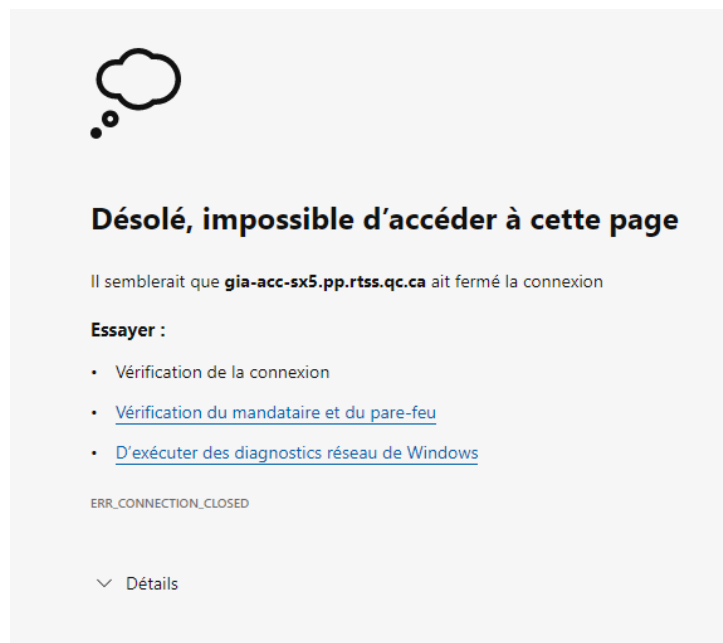 Désolé, impossible d’accéder à cette page
Il semblerait que gia-acc-sx5.pp.rtss.qc.ca ait fermé la connexion
Essayer :
• Vérification de la connexion
• Vérification du mandataire et du pare-feu
• D’exécuter des diagnostics réseau de Windows
ERR_CONNECTION_CLOSED
Détails